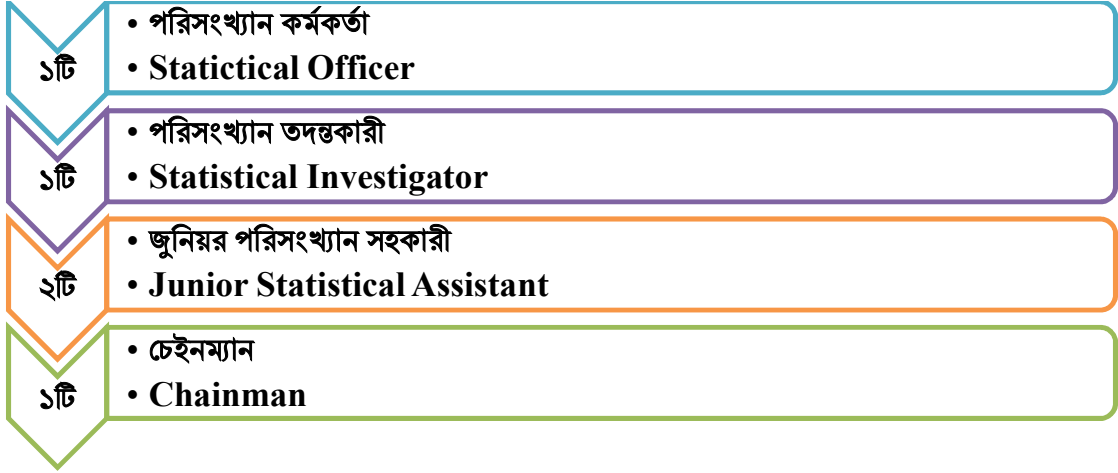 ১টি
• পরিসংখ্যান কর্মকর্তা
• Statictical Officer
১টি
• পরিসংখ্যান তদন্তকারী
• Statistical Investigator
২টি
• জুনিয়র পরিসংখ্যান সহকারী
• Junior Statistical Assistant
১টি
• চেইনম্যান
• Chainman